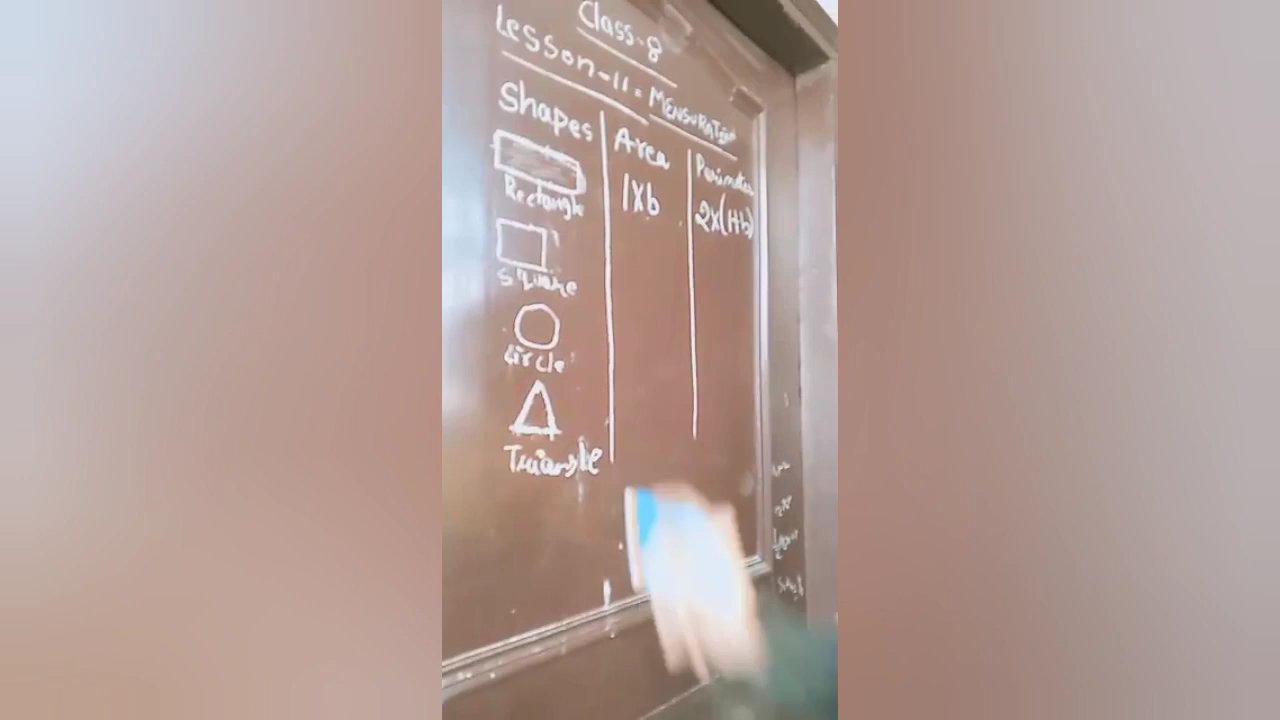 Class-8
Lesson-11 = MENSURATION
Shapes Area Perimeter
Rectangle l×b 2×(l+b)
Square
Circle
Triangle